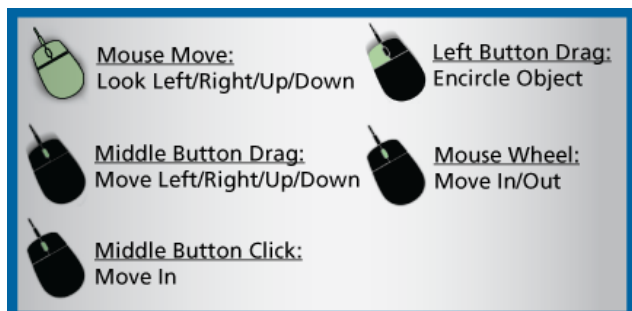 Mouse Move:
Look Left/Right/Up/Down
Left Button Drag:
Encircle Object
Middle Button Drag:
Move Left/Right/Up/Down
Mouse Wheel:
Move In/Out
Middle Button Click:
Move In